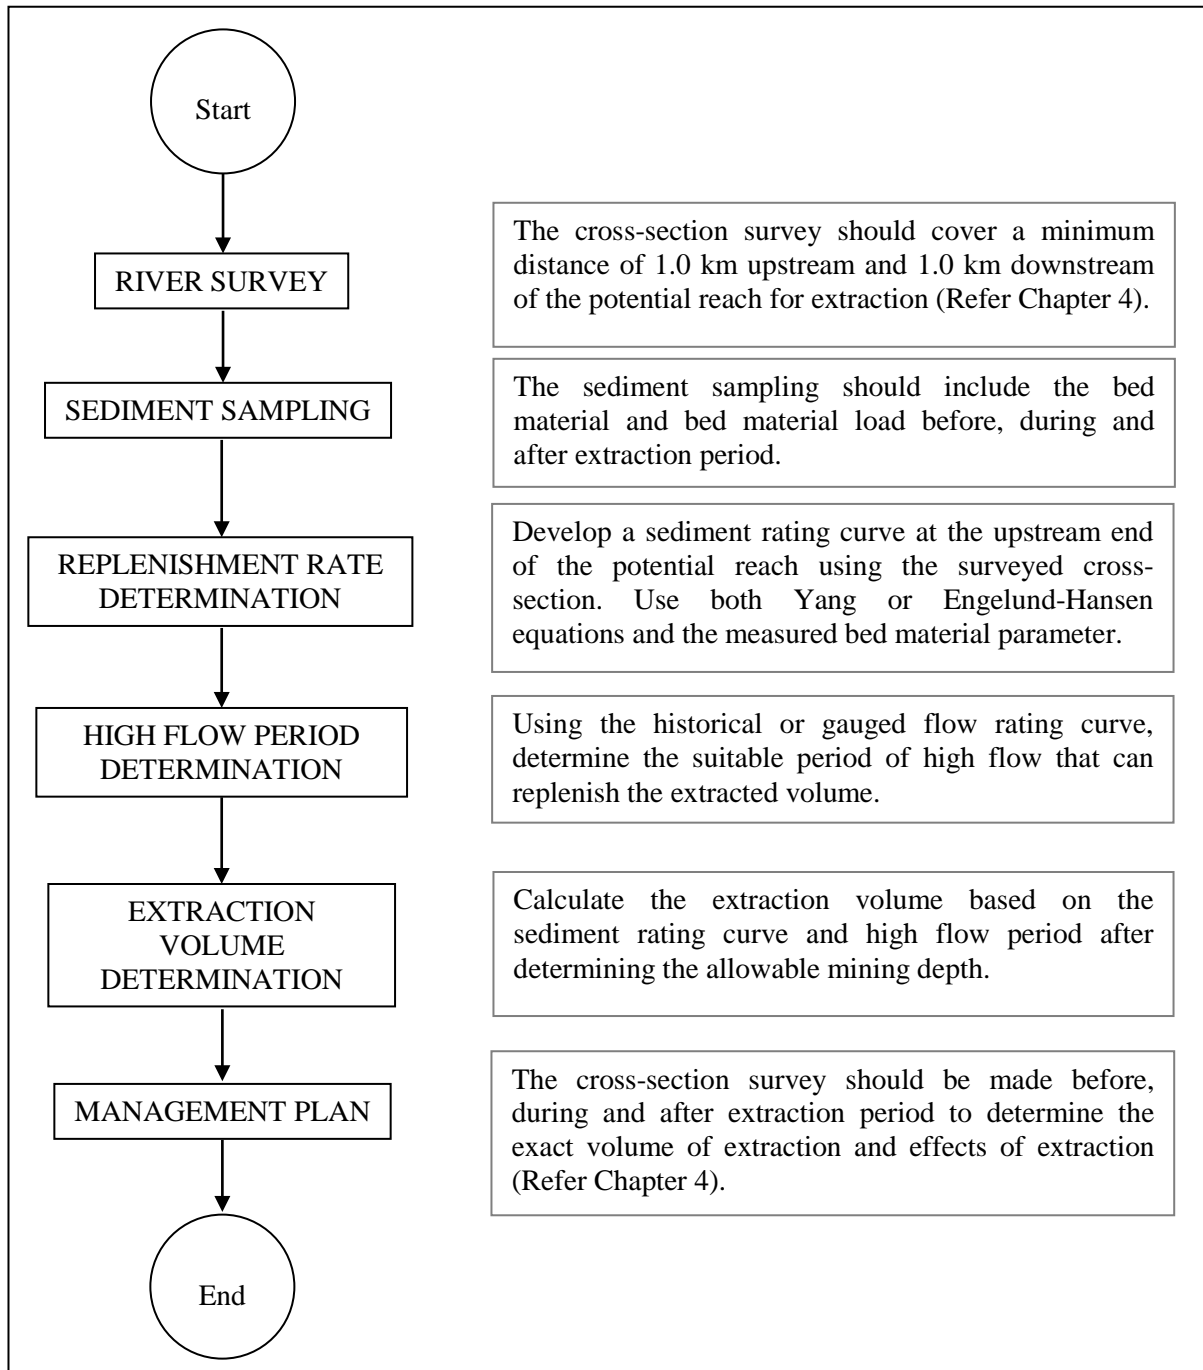 Start
RIVER SURVEY
The cross-section survey should cover a minimum
distance of 1.0 km upstream and 1.0 km downstream
of the potential reach for extraction (Refer Chapter 4).
SEDIMENT SAMPLING
The sediment sampling should include the bed
material and bed material load before, during and
after extraction period.
REPLENISHMENT RATE
DETERMINATION
Develop a sediment rating curve at the upstream end
of the potential reach using the surveyed cross-
section. Use both Yang or Engelund-Hansen
equations and the measured bed material parameter.
HIGH FLOW PERIOD
DETERMINATION
Using the historical or gauged flow rating curve,
determine the suitable period of high flow that can
replenish the extracted volume.
EXTRACTION
VOLUME
DETERMINATION
Calculate the extraction volume based on the
sediment rating curve and high flow period after
determining the allowable mining depth.
MANAGEMENT PLAN
The cross-section survey should be made before,
during and after extraction period to determine the
exact volume of extraction and effects of extraction
(Refer Chapter 4).
End